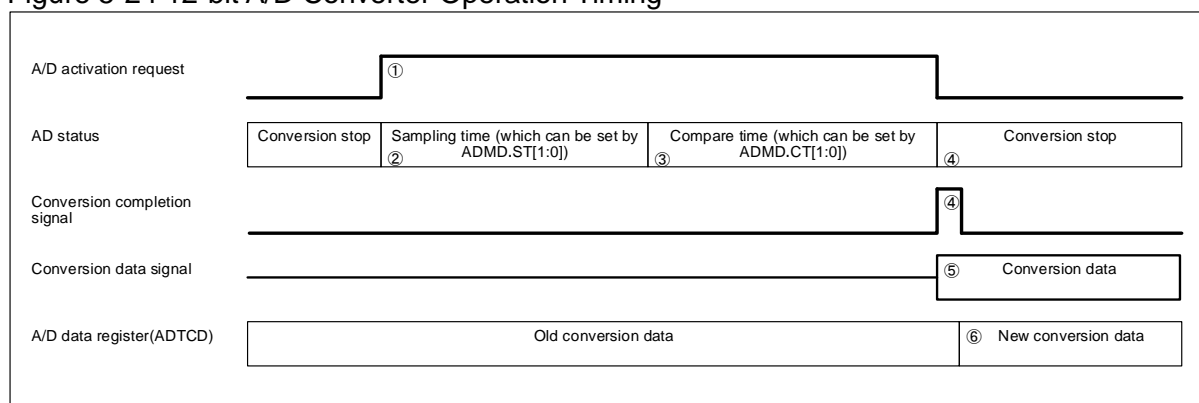 Figure 3-21 12-bit A/D Converter Operation Timing
A/D activation request
①
AD status
Conversion stop
Sampling time (which can be set by
ADMD.ST[1:0])
②
Compare time (which can be set by
ADMD.CT[1:0])
③
Conversion stop
④
Conversion completion
signal
④
Conversion data signal
⑤ Conversion data
A/D data register(ADTCD)
Old conversion data
⑥ New conversion data